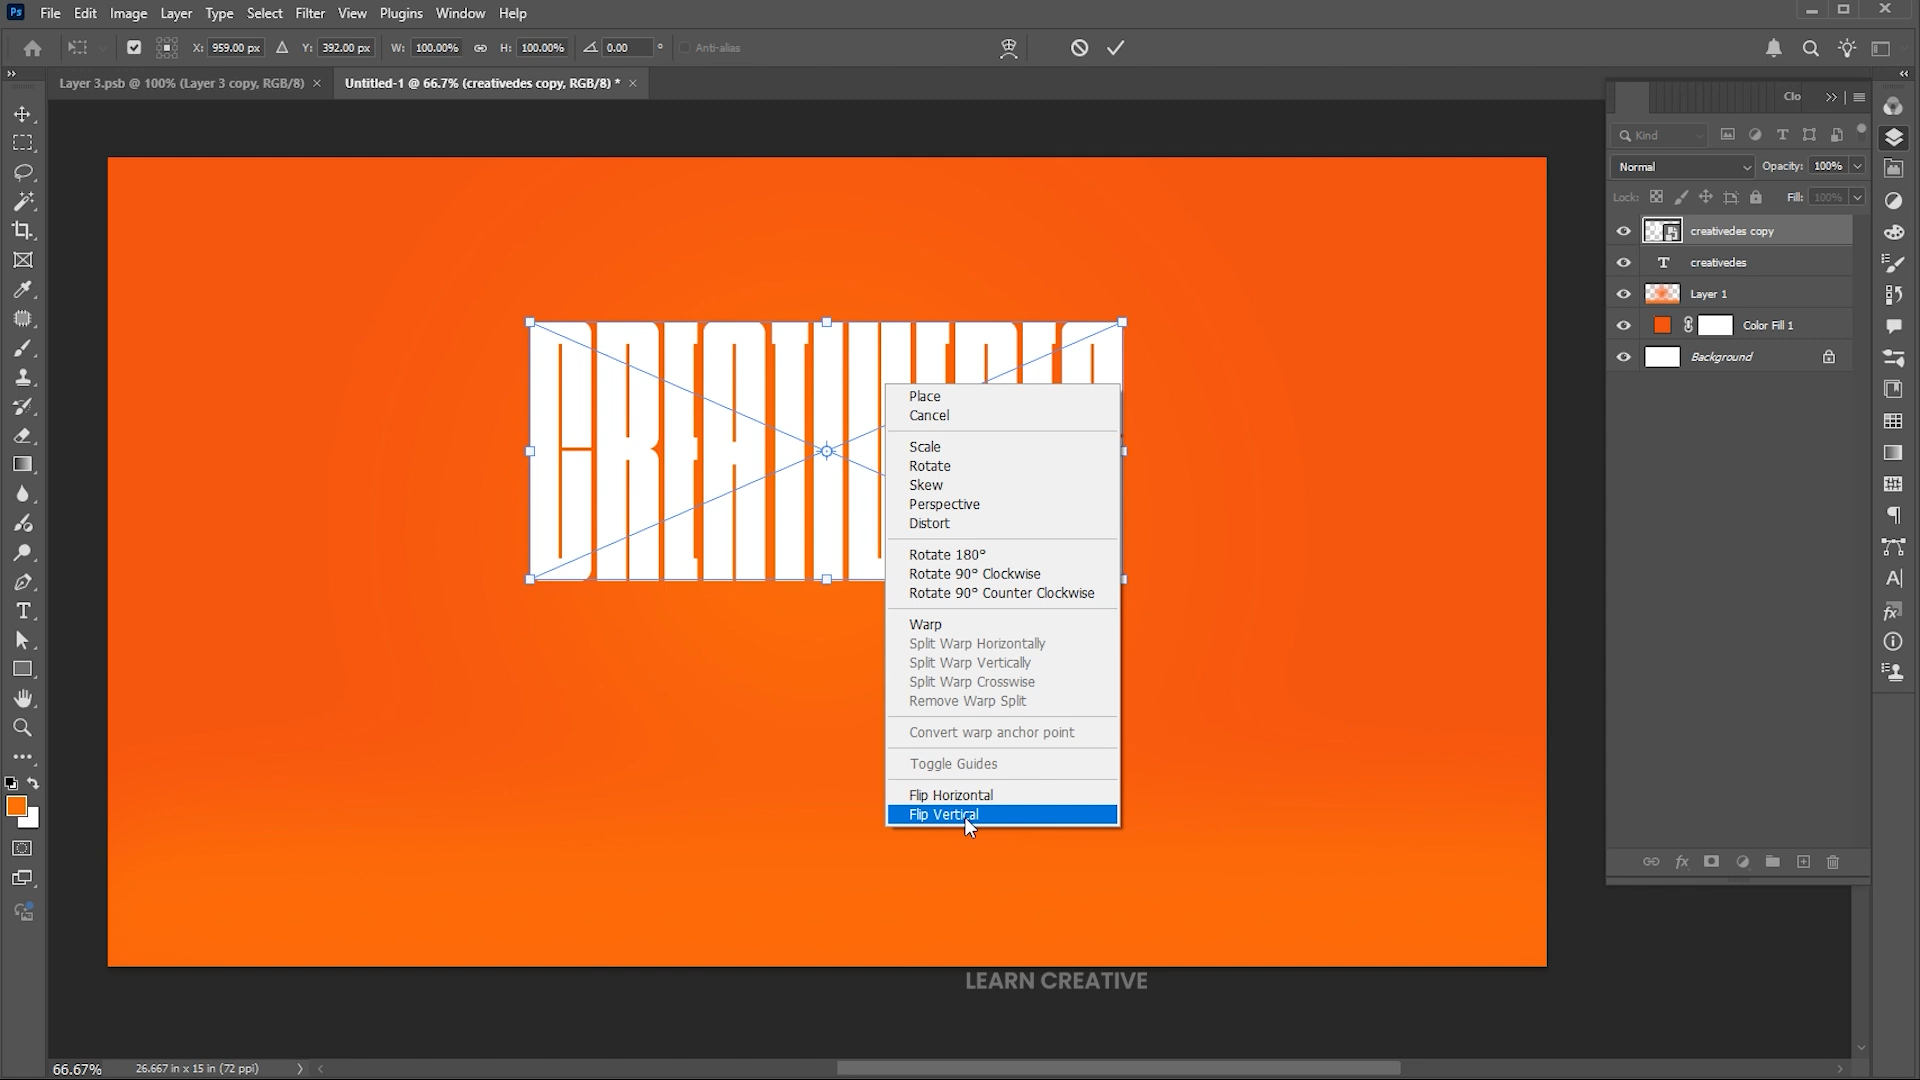 Ps File Edit Image Layer Type Select Filter View Plugins Window Help
X: 959.00 px Y: 392.00 px W: 100.00% H: 100.00% 0.00 ° Anti-alias
Layer 3.psb @ 100% (Layer 3 copy, RGB/8) × Untitled-1 @ 66.7% (creativedes copy, RGB/8) * ×
Clo
Kind
Normal Opacity: 100%
Lock: Fill: 100%
creativedes copy
T creativedes
Layer 1
Color Fill 1
Background
Place
Cancel
Scale
Rotate
Skew
Perspective
Distort
Rotate 180°
Rotate 90° Clockwise
Rotate 90° Counter Clockwise
Warp
Split Warp Horizontally
Split Warp Vertically
Split Warp Crosswise
Remove Warp Split
Convert warp anchor point
Toggle Guides
Flip Horizontal
Flip Vertical
LEARN CREATIVE
66.67% 26.667 in x 15 in (72 ppi)